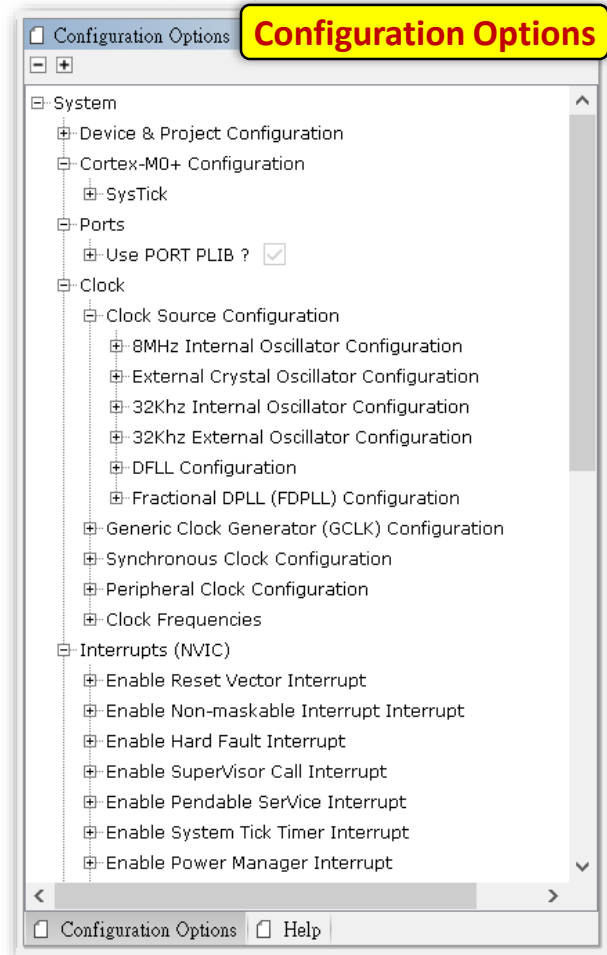 Configuration Options
Configuration Options
System
Device & Project Configuration
Cortex-M0+ Configuration
SysTick
Ports
Use PORT PLIB ?
Clock
Clock Source Configuration
8MHz Internal Oscillator Configuration
External Crystal Oscillator Configuration
32Khz Internal Oscillator Configuration
32Khz External Oscillator Configuration
DFLL Configuration
Fractional DPLL (FDPLL) Configuration
Generic Clock Generator (GCLK) Configuration
Synchronous Clock Configuration
Peripheral Clock Configuration
Clock Frequencies
Interrupts (NVIC)
Enable Reset Vector Interrupt
Enable Non-maskable Interrupt Interrupt
Enable Hard Fault Interrupt
Enable SuperVisor Call Interrupt
Enable Pendable SerVice Interrupt
Enable System Tick Timer Interrupt
Enable Power Manager Interrupt
Configuration Options Help